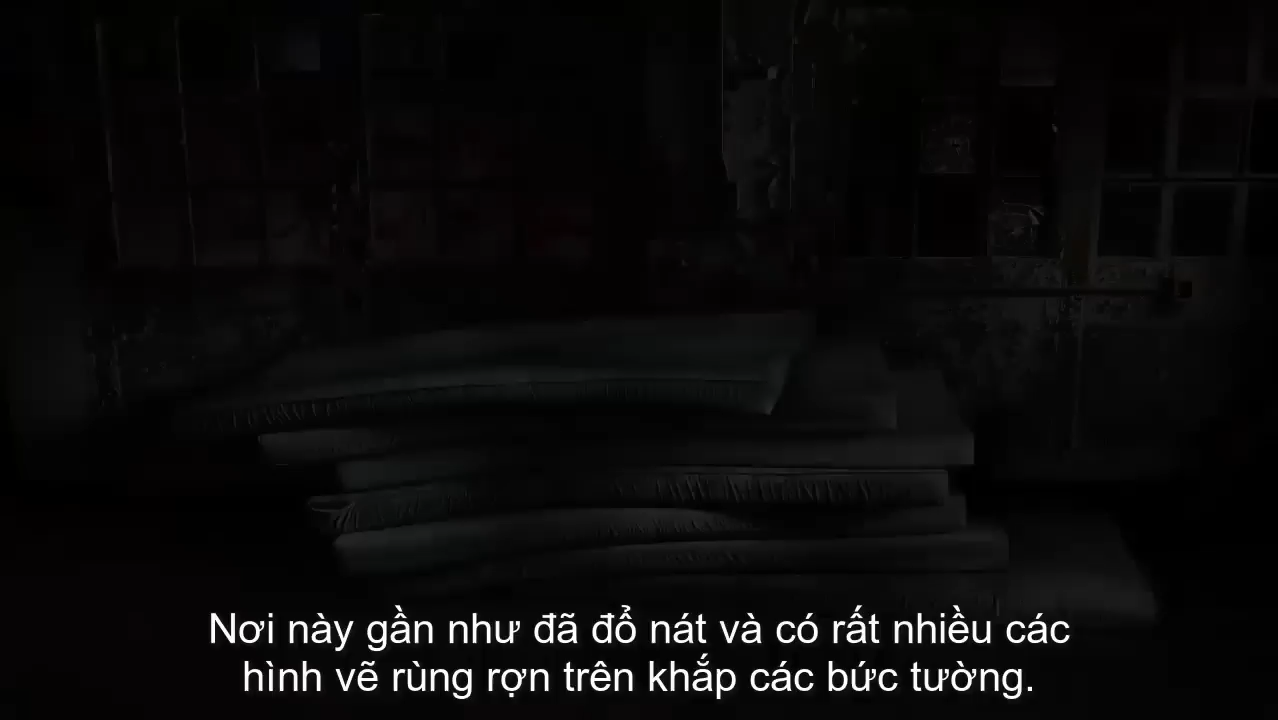 Nơi này gần như đã đổ nát và có rất nhiều các
hình vẽ rùng rợn trên khắp các bức tường.